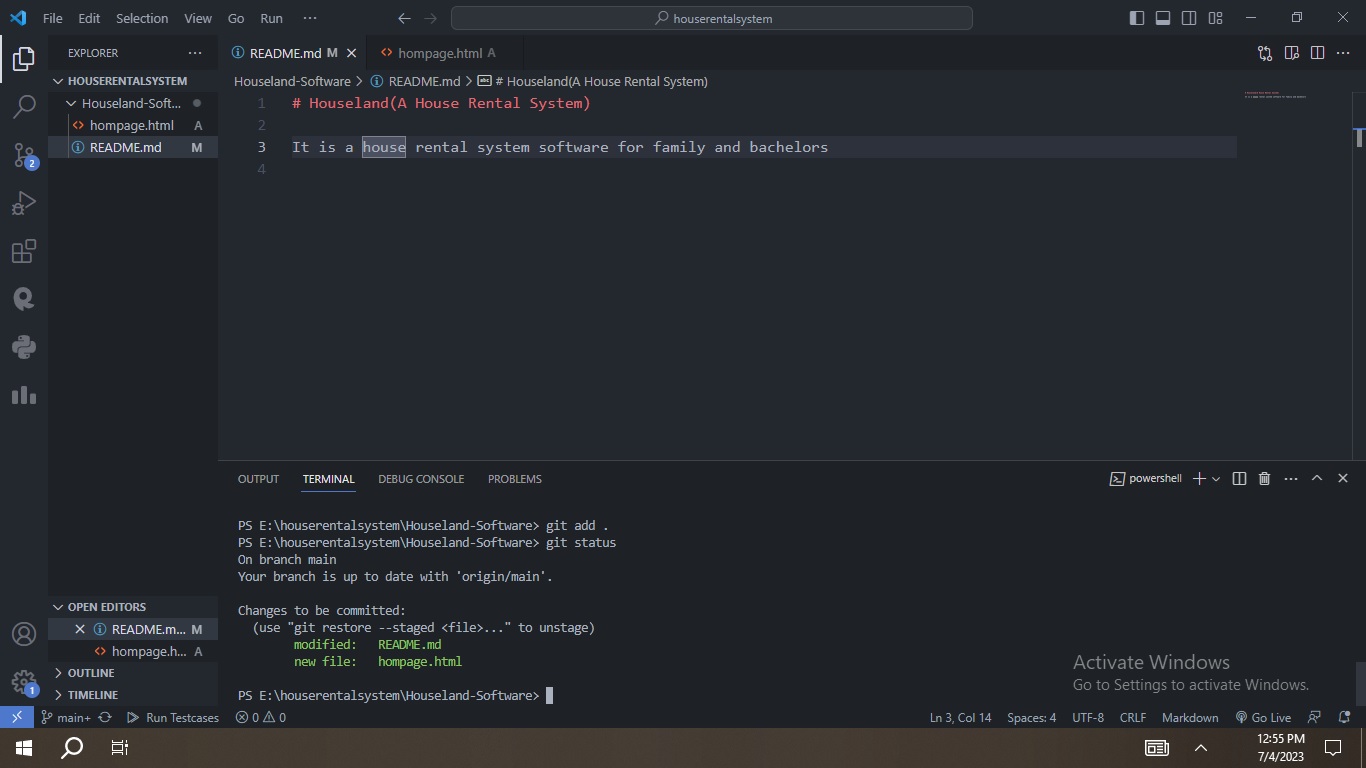 File Edit Selection View Go Run ···
houserentalsystem
EXPLORER ···
README.md M
hompage.html A
HOUSERENTALSYSTEM
Houseland-Soft...
hompage.html A
README.md M
2
Houseland-Software > README.md > # Houseland(A House Rental System)
1 # Houseland(A House Rental System)
2
3 It is a house rental system software for family and bachelors
4
OUTPUT TERMINAL DEBUG CONSOLE PROBLEMS
powershell
PS E:\houserentalsystem\Houseland-Software> git add .
PS E:\houserentalsystem\Houseland-Software> git status
On branch main
Your branch is up to date with 'origin/main'.
Changes to be committed:
(use "git restore --staged <file>..." to unstage)
modified: README.md
new file: hompage.html
PS E:\houserentalsystem\Houseland-Software>
OPEN EDITORS
README.m... M
hompage.h... A
OUTLINE
TIMELINE
1
Activate Windows
Go to Settings to activate Windows.
main+ Run Testcases 0 0 Ln 3, Col 14 Spaces: 4 UTF-8 CRLF Markdown Go Live
12:55 PM
7/4/2023